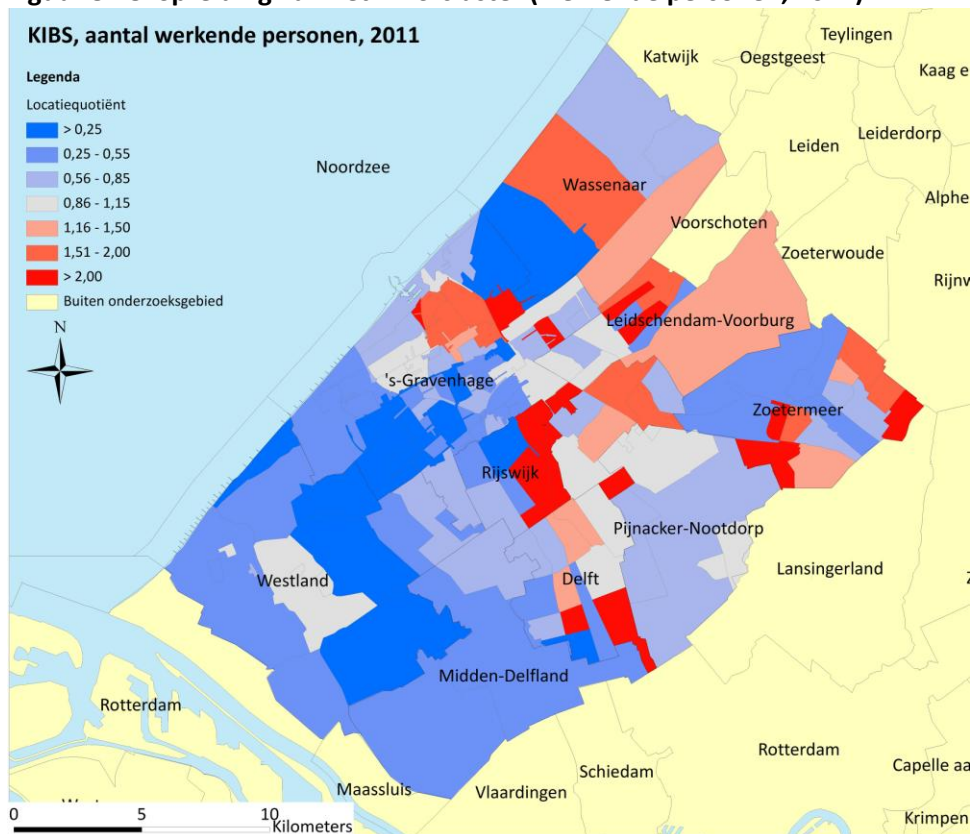 KIBS, aantal werkende personen, 2011
Legenda
Locatiequotiënt
> 0,25
0,25 - 0,55
0,56 - 0,85
0,86 - 1,15
1,16 - 1,50
1,51 - 2,00
> 2,00
Buiten onderzoeksgebied
N
Noordzee
Teylingen
Katwijk
Oegstgeest
Kaag e
Leiderdorp
Leiden
Wassenaar
Alphe
Voorschoten
Zoeterwoude
Rijnw
Leidschendam-Voorburg
's-Gravenhage
Zoetermeer
Rijswijk
Pijnacker-Nootdorp
Lansingerland
Westland
Delft
Midden-Delfland
Rotterdam
Rotterdam
Schiedam
Capelle aa
Maassluis
Vlaardingen
Krimpen
0 5 10
Kilometers